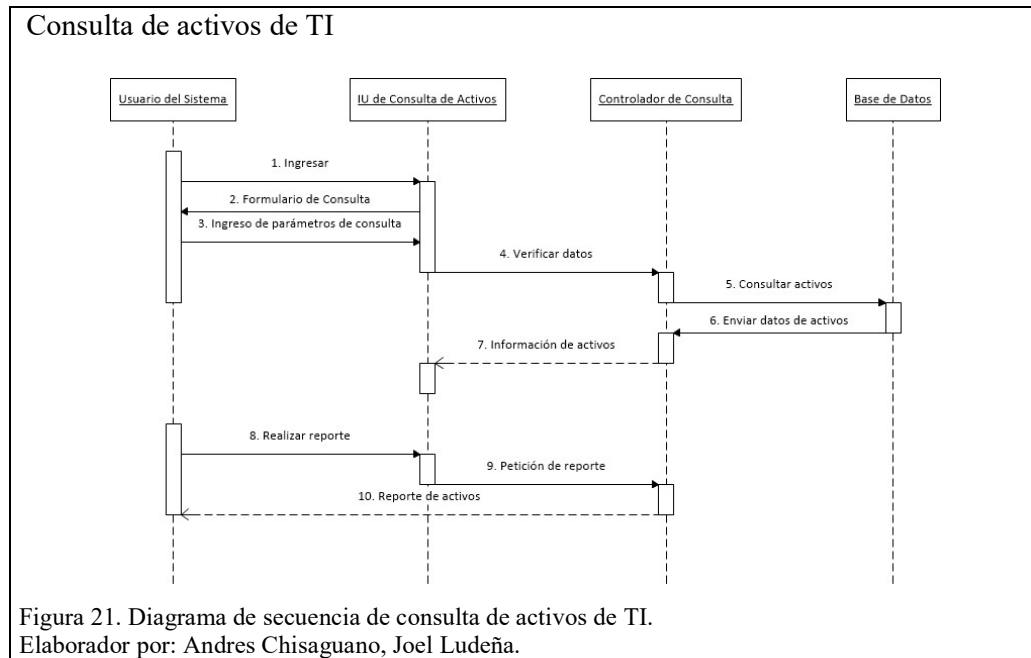 Consulta de activos de TI
Usuario del Sistema
IU de Consulta de Activos
Controlador de Consulta
Base de Datos
1. Ingresar
2. Formulario de Consulta
3. Ingreso de parámetros de consulta
4. Verificar datos
5. Consultar activos
6. Enviar datos de activos
7. Información de activos
8. Realizar reporte
9. Petición de reporte
10. Reporte de activos
Figura 21. Diagrama de secuencia de consulta de activos de TI.
Elaborador por: Andres Chisaguano, Joel Ludeña.